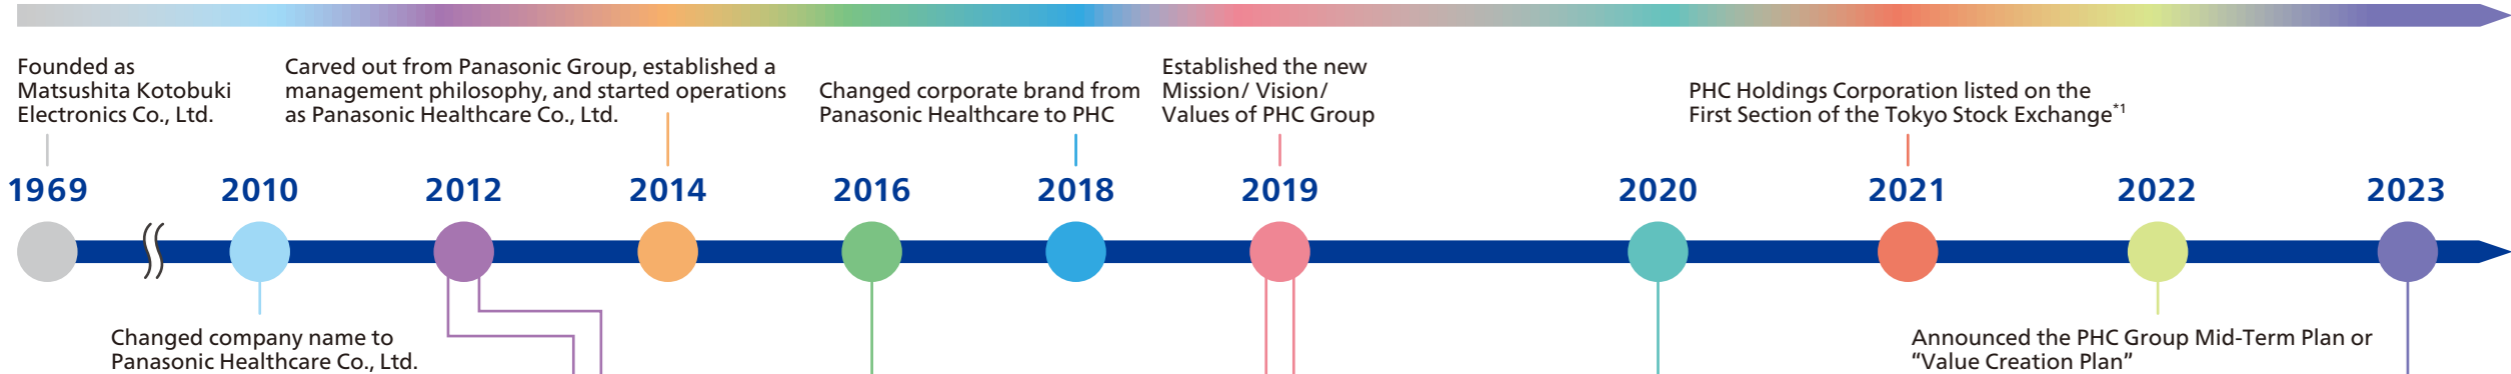 Founded as
Matsushita Kotobuki
Electronics Co., Ltd.
Carved out from Panasonic Group, established a
management philosophy, and started operations
as Panasonic Healthcare Co., Ltd.
Changed corporate brand from
Panasonic Healthcare to PHC
Established the new
Mission/ Vision/
Values of PHC Group
PHC Holdings Corporation listed on the
First Section of the Tokyo Stock Exchange*1
1969 2010 2012 2014 2016 2018 2019 2020 2021 2022 2023
Changed company name to
Panasonic Healthcare Co., Ltd.
Announced the PHC Group Mid-Term Plan or
“Value Creation Plan”